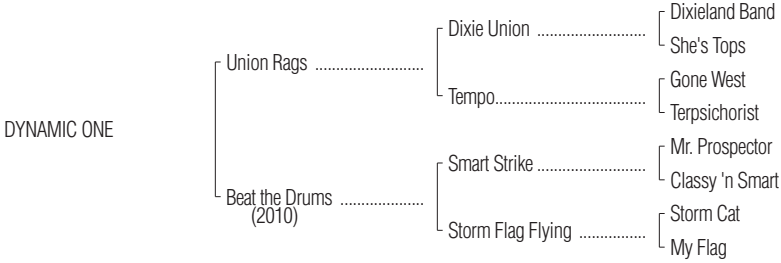 Dixieland Band
Dixie Union ..........................
She's Tops
Union Rags ..........................
Gone West
Tempo....................................
Terpsichorist
DYNAMIC ONE
Mr. Prospector
Smart Strike ..........................
Classy 'n Smart
Beat the Drums ....................
(2010)
Storm Cat
Storm Flag Flying ................
My Flag